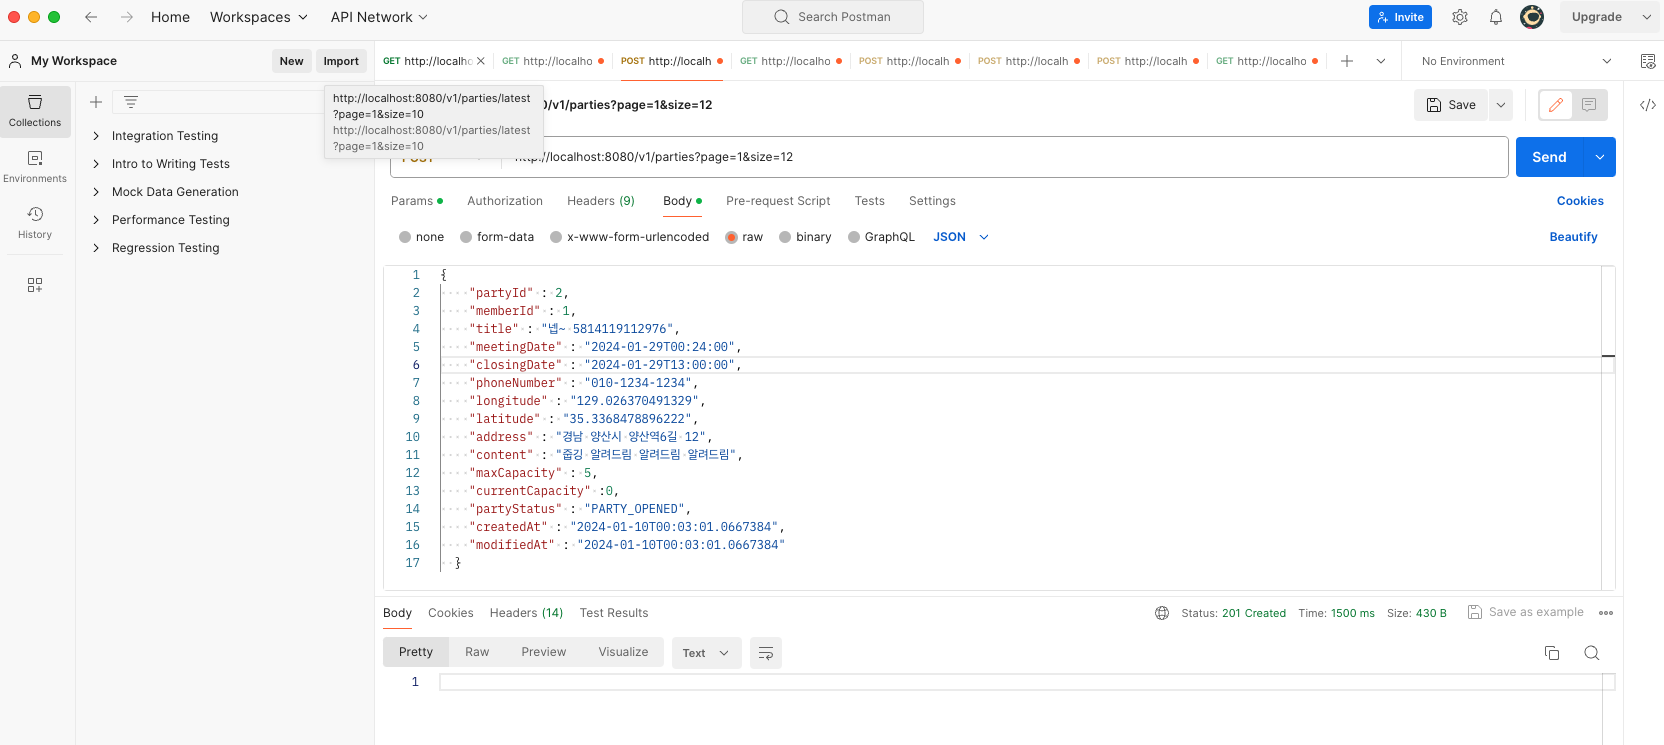 Home
Workspaces
API Network
Search Postman
Invite
Upgrade
My Workspace
New
Import
GET http://localho
GET http://localho
POST http://localh
GET http://localho
POST http://localh
POST http://localh
POST http://localh
GET http://localho
No Environment
Collections
Environments
History
Integration Testing
Intro to Writing Tests
Mock Data Generation
Performance Testing
Regression Testing
http://localhost:8080/v1/parties/latest
?page=1&size=10
http://localhost:8080/v1/parties/latest
?page=1&size=10
0/v1/parties?page=1&size=12
Save
POST
http://localhost:8080/v1/parties?page=1&size=12
Send
Params
Authorization
Headers (9)
Body
Pre-request Script
Tests
Settings
Cookies
none
form-data
x-www-form-urlencoded
raw
binary
GraphQL
JSON
Beautify
1 {
2 "partyId" : 2,
3 "memberId" : 1,
4 "title" : "넵~ 5814119112976",
5 "meetingDate" : "2024-01-29T00:24:00",
6 "closingDate" : "2024-01-29T13:00:00",
7 "phoneNumber" : "010-1234-1234",
8 "longitude" : "129.026370491329",
9 "latitude" : "35.3368478896222",
10 "address" : "경남 양산시 양산역6길 12",
11 "content" : "줍깅 알려드림 알려드림 알려드림",
12 "maxCapacity" : 5,
13 "currentCapacity" :0,
14 "partyStatus" : "PARTY_OPENED",
15 "createdAt" : "2024-01-10T00:03:01.0667384",
16 "modifiedAt" : "2024-01-10T00:03:01.0667384"
17 }
Body
Cookies
Headers (14)
Test Results
Status: 201 Created
Time: 1500 ms
Size: 430 B
Save as example
Pretty
Raw
Preview
Visualize
Text
1